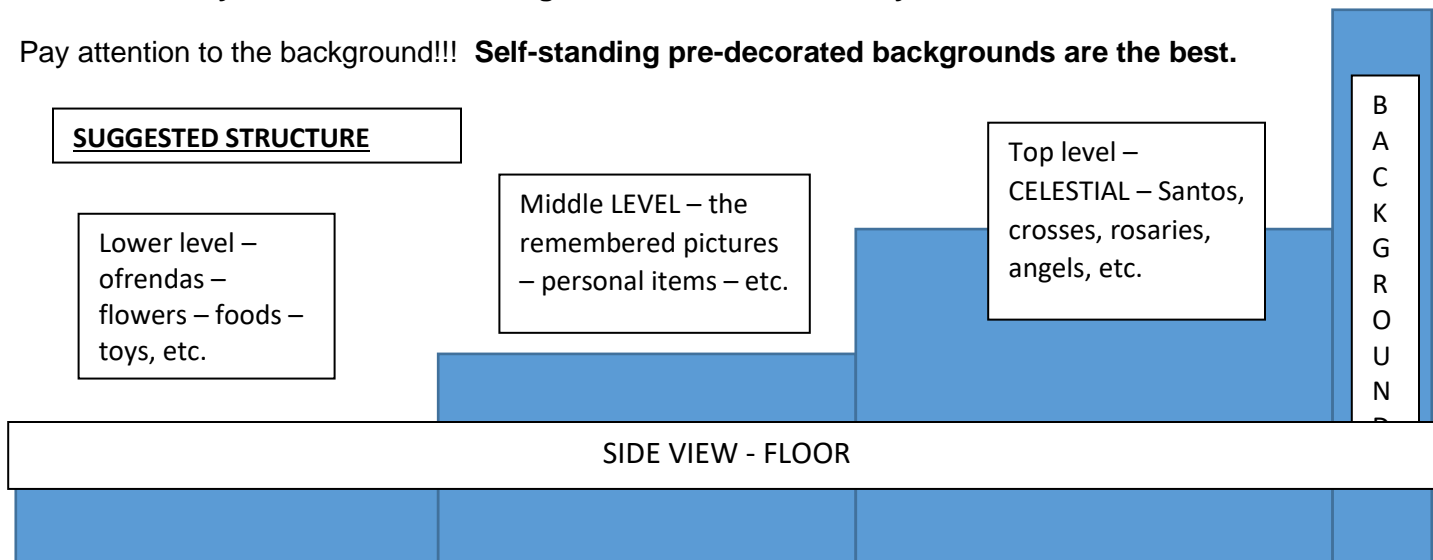 Pay attention to the background!!! Self-standing pre-decorated backgrounds are the best.
SUGGESTED STRUCTURE
Lower level –
ofrendas –
flowers – foods –
toys, etc.
Middle LEVEL – the
remembered pictures
– personal items – etc.
Top level –
CELESTIAL – Santos,
crosses, rosaries,
angels, etc.
B
A
C
K
G
R
O
U
N
D
SIDE VIEW - FLOOR